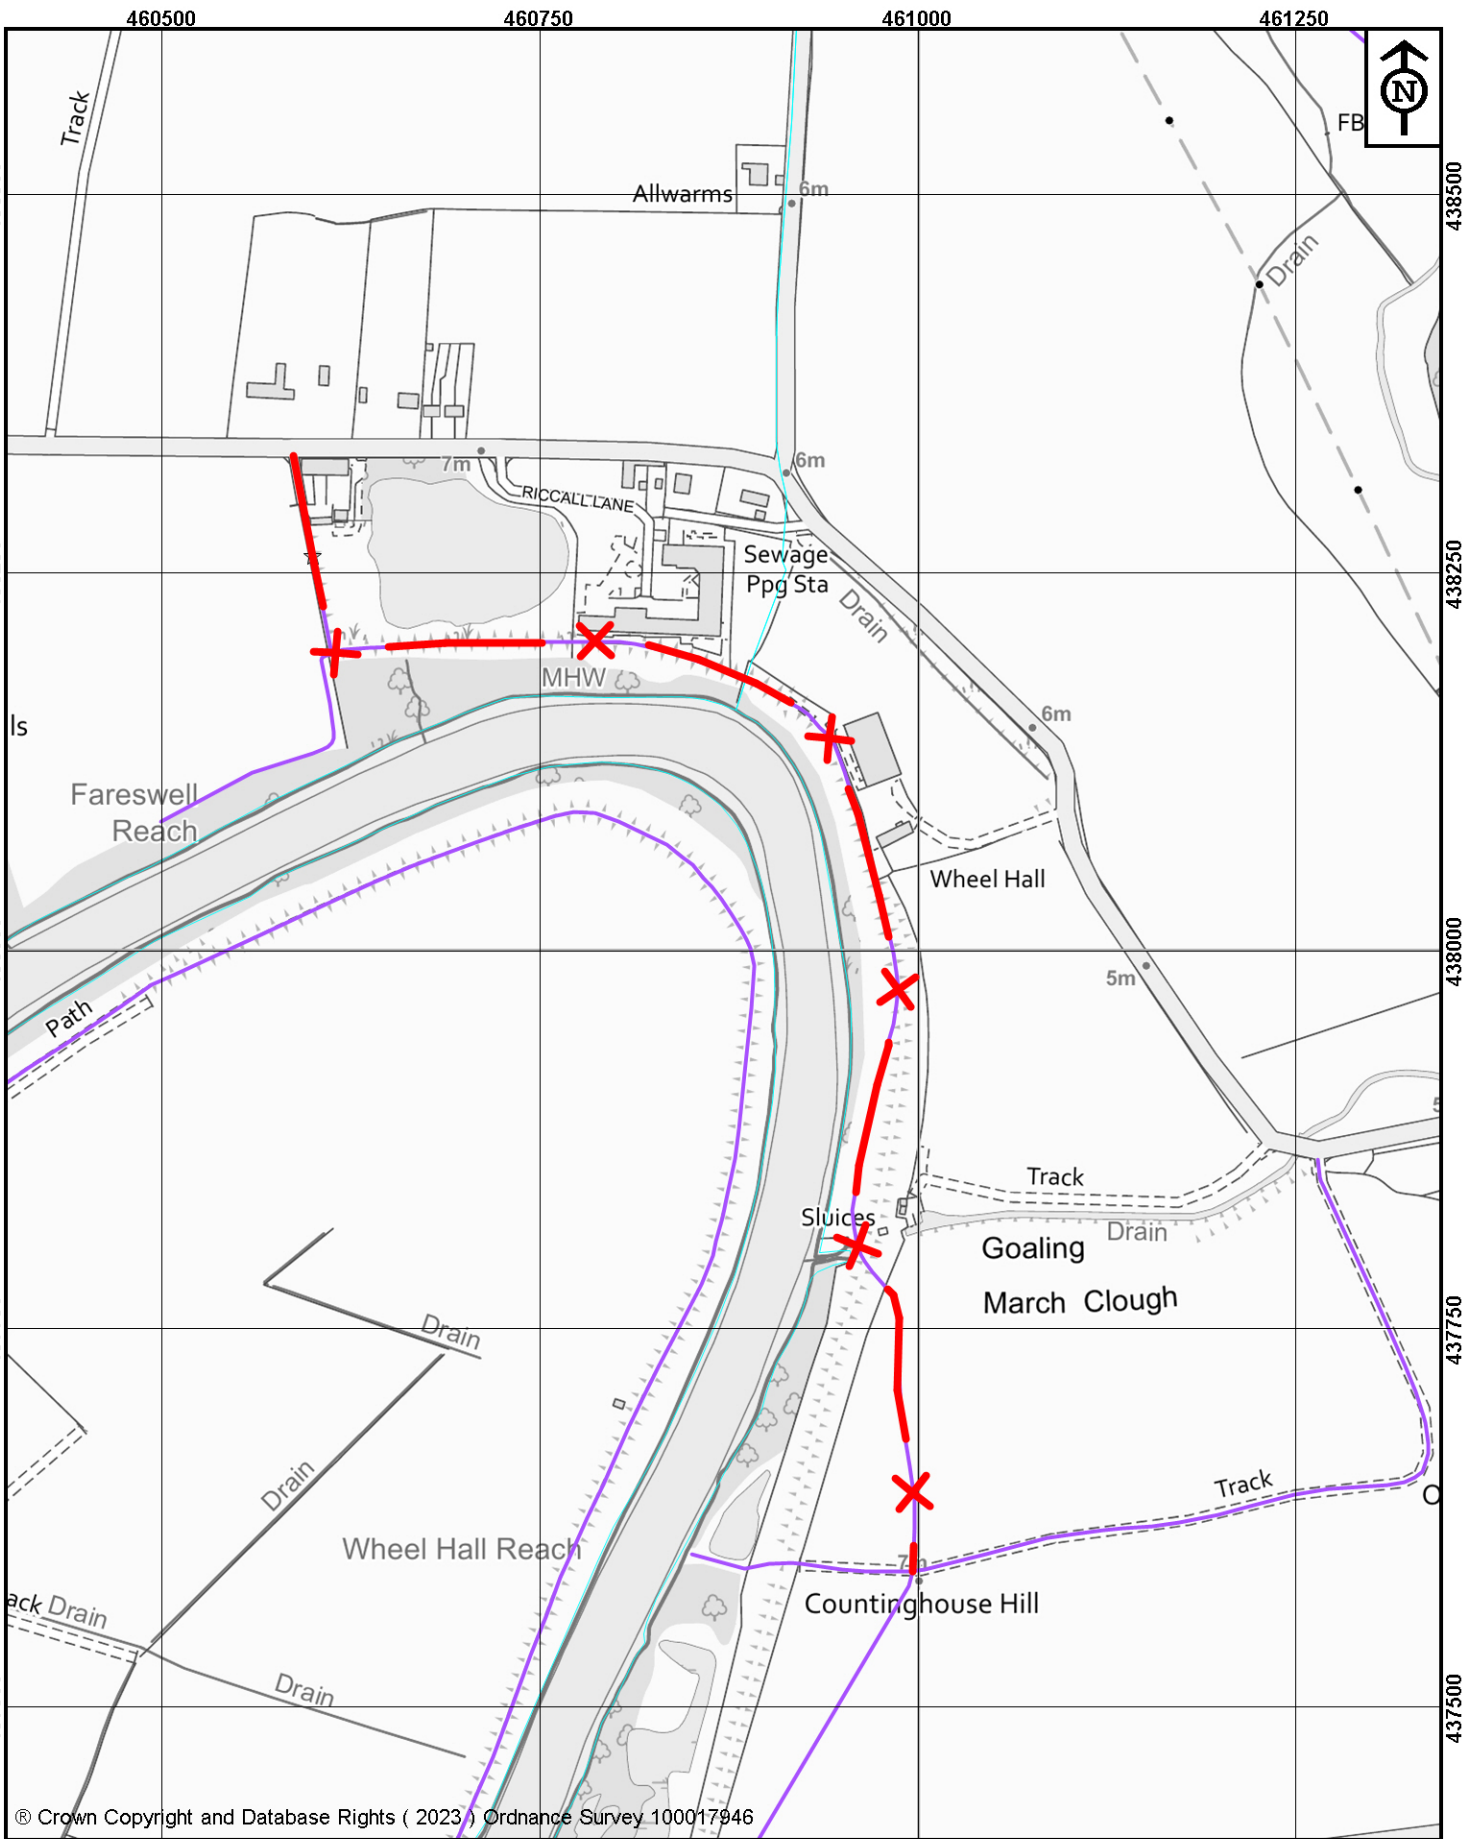 460500 460750 461000 461250
N
Track
FB
Allwarms
6m
438500
Drain
7m
6m
RICCALL LANE
Sewage
Ppg Sta
438250
Drain
MHW
6m
ls
Fareswell
Reach
Wheel Hall
438000
5m
Path
Track
Sluices
Drain
Goaling
March Clough
Drain
437750
Drain
Track
Wheel Hall Reach
Countinghouse Hill
ack Drain
Drain
437500
® Crown Copyright and Database Rights ( 2023 ) Ordnance Survey 100017946